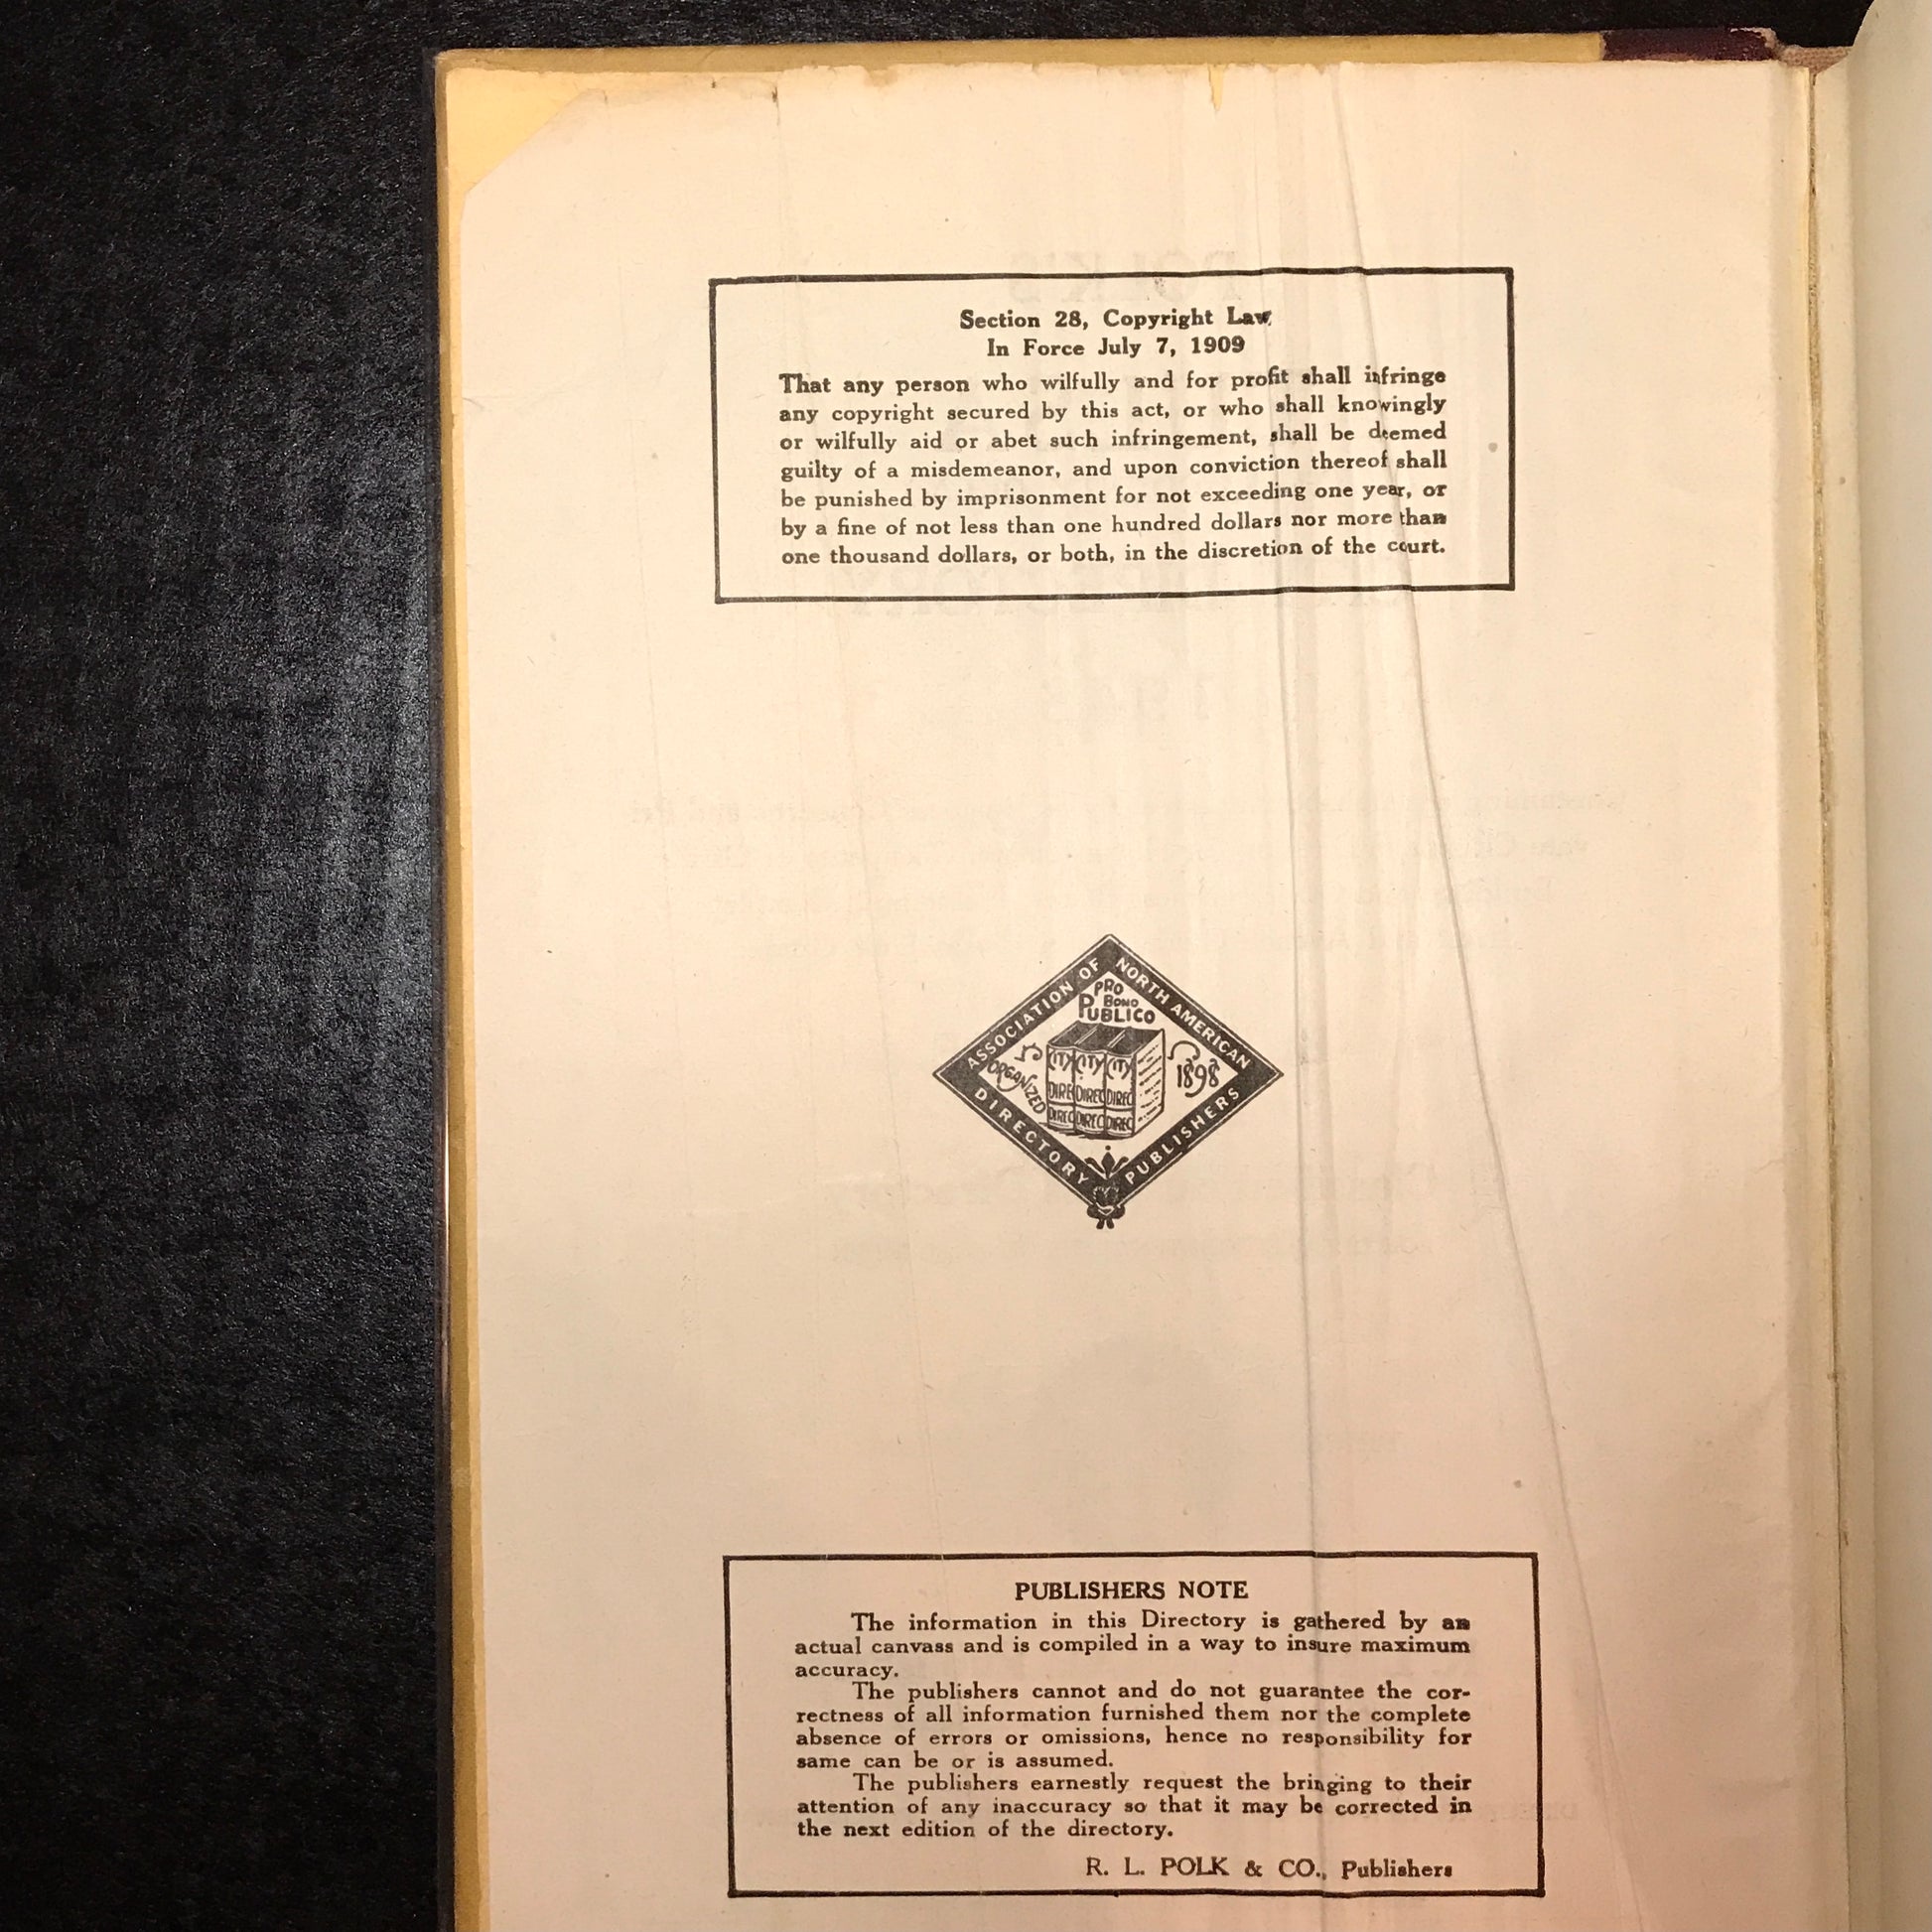 Section 28, Copyright Law
In Force July 7, 1909
That any person who wilfully and for profit shall infringe
any copyright secured by this act, or who shall knowingly
or wilfully aid or abet such infringement, shall be deemed
guilty of a misdemeanor, and upon conviction thereof shall
be punished by imprisonment for not exceeding one year, or
by a fine of not less than one hundred dollars nor more than
one thousand dollars, or both, in the discretion of the court.
ASSOCIATION OF NORTH AMERICAN
PRO
BONO
PUBLICO
ORGANIZED
1898
CITY CITY CITY
DIREC DIREC DIREC
DIREC DIREC DIREC
DIRECTORY PUBLISHERS
PUBLISHERS NOTE
The information in this Directory is gathered by an
actual canvass and is compiled in a way to insure maximum
accuracy.
The publishers cannot and do not guarantee the cor-
rectness of all information furnished them nor the complete
absence of errors or omissions, hence no responsibility for
same can be or is assumed.
The publishers earnestly request the bringing to their
attention of any inaccuracy so that it may be corrected in
the next edition of the directory.
R. L. POLK & CO., Publishers